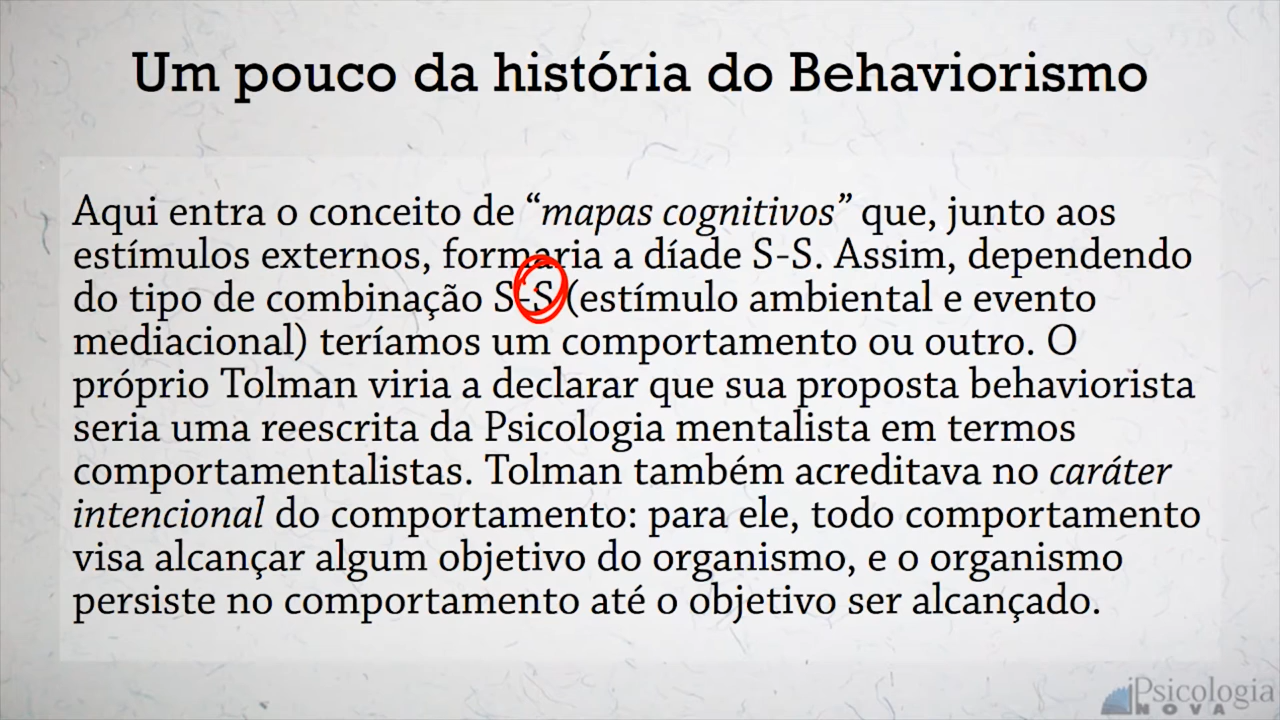 Um pouco da história do Behaviorismo
Aqui entra o conceito de “mapas cognitivos” que, junto aos
estímulos externos, formaria a díade S-S. Assim, dependendo
do tipo de combinação S-S (estímulo ambiental e evento
mediacional) teríamos um comportamento ou outro. O
próprio Tolman viria a declarar que sua proposta behaviorista
seria uma reescrita da Psicologia mentalista em termos
comportamentalistas. Tolman também acreditava no caráter
intencional do comportamento: para ele, todo comportamento
visa alcançar algum objetivo do organismo, e o organismo
persiste no comportamento até o objetivo ser alcançado.
Psicologia
NOVA